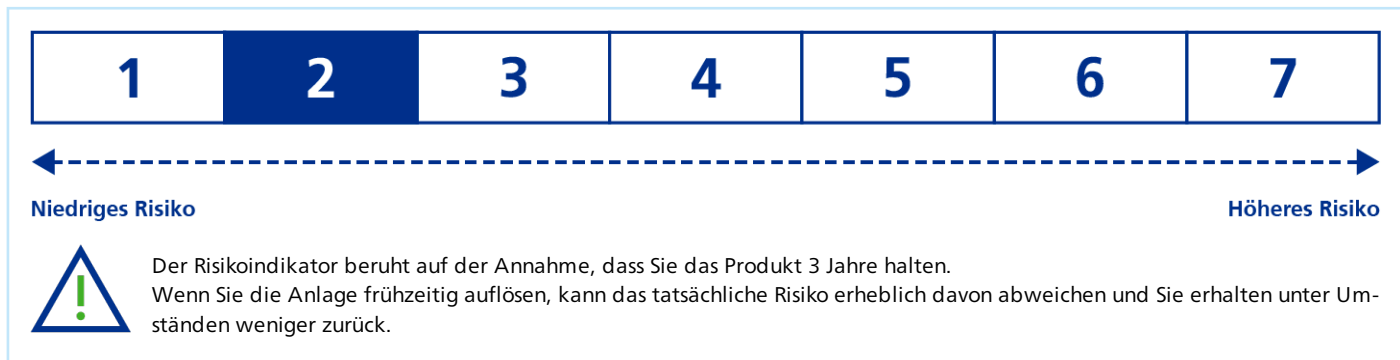 1 2 3 4 5 6 7
Niedriges Risiko Höheres Risiko
Der Risikoindikator beruht auf der Annahme, dass Sie das Produkt 3 Jahre halten.
Wenn Sie die Anlage frühzeitig auflösen, kann das tatsächliche Risiko erheblich davon abweichen und Sie erhalten unter Um-
ständen weniger zurück.